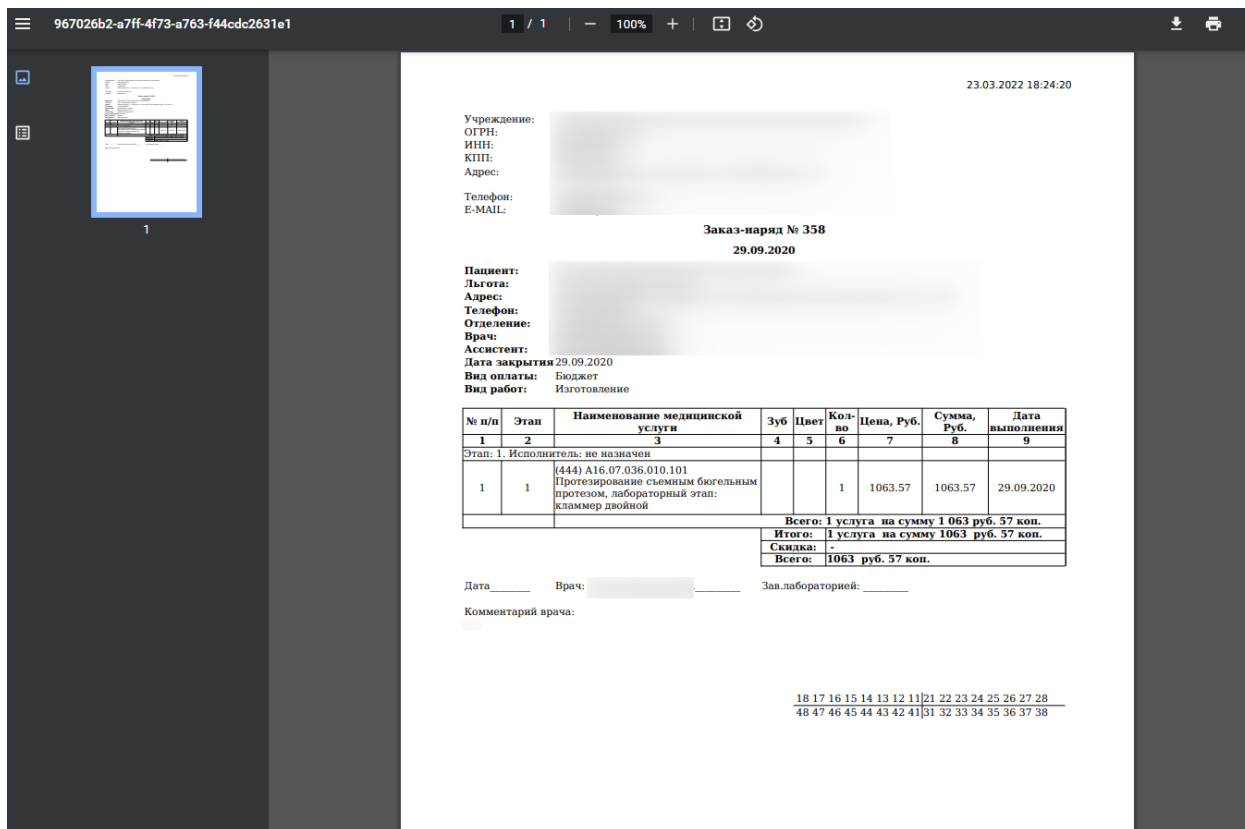 967026b2-a7ff-4f73-a763-f44cdc2631e1
1 / 1
100%
1
23.03.2022 18:24:20
Учреждение:
ОГРН:
ИНН:
КПП:
Адрес:
Телефон:
E-MAIL:
Заказ-наряд № 358
29.09.2020
Пациент:
Льгота:
Адрес:
Телефон:
Отделение:
Врач:
Ассистент:
Дата закрытия 29.09.2020
Вид оплаты: Бюджет
Вид работ: Изготовление
№ п/п Этап Наименование медицинской услуги Зуб Цвет Кол-во Цена, Руб. Сумма, Руб. Дата выполнения
1 2 3 4 5 6 7 8 9
Этап: 1. Исполнитель: не назначен
1 1 (444) A16.07.036.010.101 1 1063.57 1063.57 29.09.2020
Протезирование съемным бюгельным
протезом, лабораторный этап:
кламмер двойной
Всего: 1 услуга на сумму 1 063 руб. 57 коп.
Итого: 1 услуга на сумму 1063 руб. 57 коп.
Скидка: -
Всего: 1063 руб. 57 коп.
Дата_______ Врач: ________ Зав.лабораторией: ________
Комментарий врача:
18 17 16 15 14 13 12 11 21 22 23 24 25 26 27 28
48 47 46 45 44 43 42 41 31 32 33 34 35 36 37 38